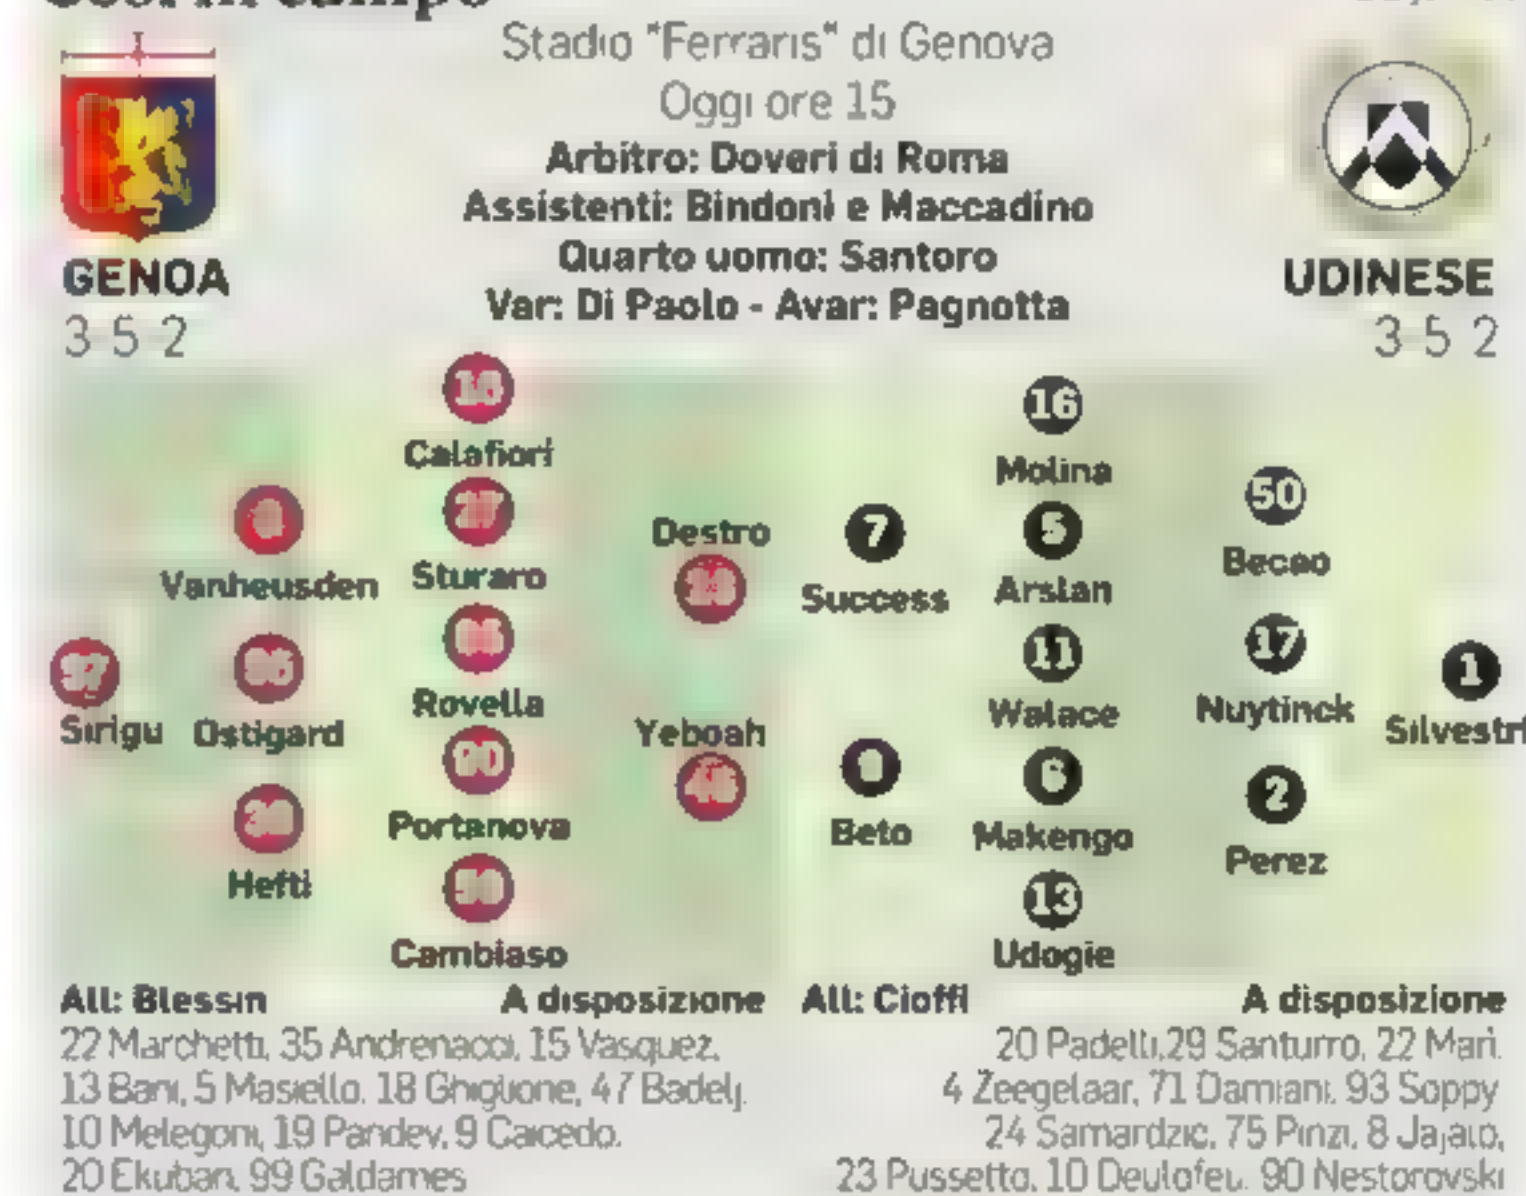 Così in campo
Stadio "Ferraris" di Genova
Oggi ore 15
Arbitro: Doveri di Roma
Assistenti: Bindoni e Maccadino
Quarto uomo: Santoro
Var: Di Paolo - Avar: Pagnotta
GENOA
3 5 2
UDINESE
3-5 2
Calafiori
27
Sturaro
Vanheusden
Destro
Sirigu
Ostigard
Rovella
Yeboah
Portanova
Hefti
Cambiaso
16
Molina
7
Success
5
Arslan
50
Becao
11
Walace
17
Nuytinck
1
Silvestri
Beto
6
Makengo
2
Perez
13
Udogie
All: Blessin
A disposizione
22 Marchetti, 35 Andrenacci, 15 Vasquez,
13 Bani, 5 Masiello, 18 Ghiglione, 47 Badelj,
10 Melegoni, 19 Pandev, 9 Caicedo,
20 Ekuban, 99 Galdames
All: Cioffi
A disposizione
20 Padelli,29 Santurro, 22 Mari,
4 Zeegelaar, 71 Damiani, 93 Soppy
24 Samardzic, 75 Pinzi, 8 Jajalo,
23 Pussetto, 10 Deulofeu, 90 Nestorovski